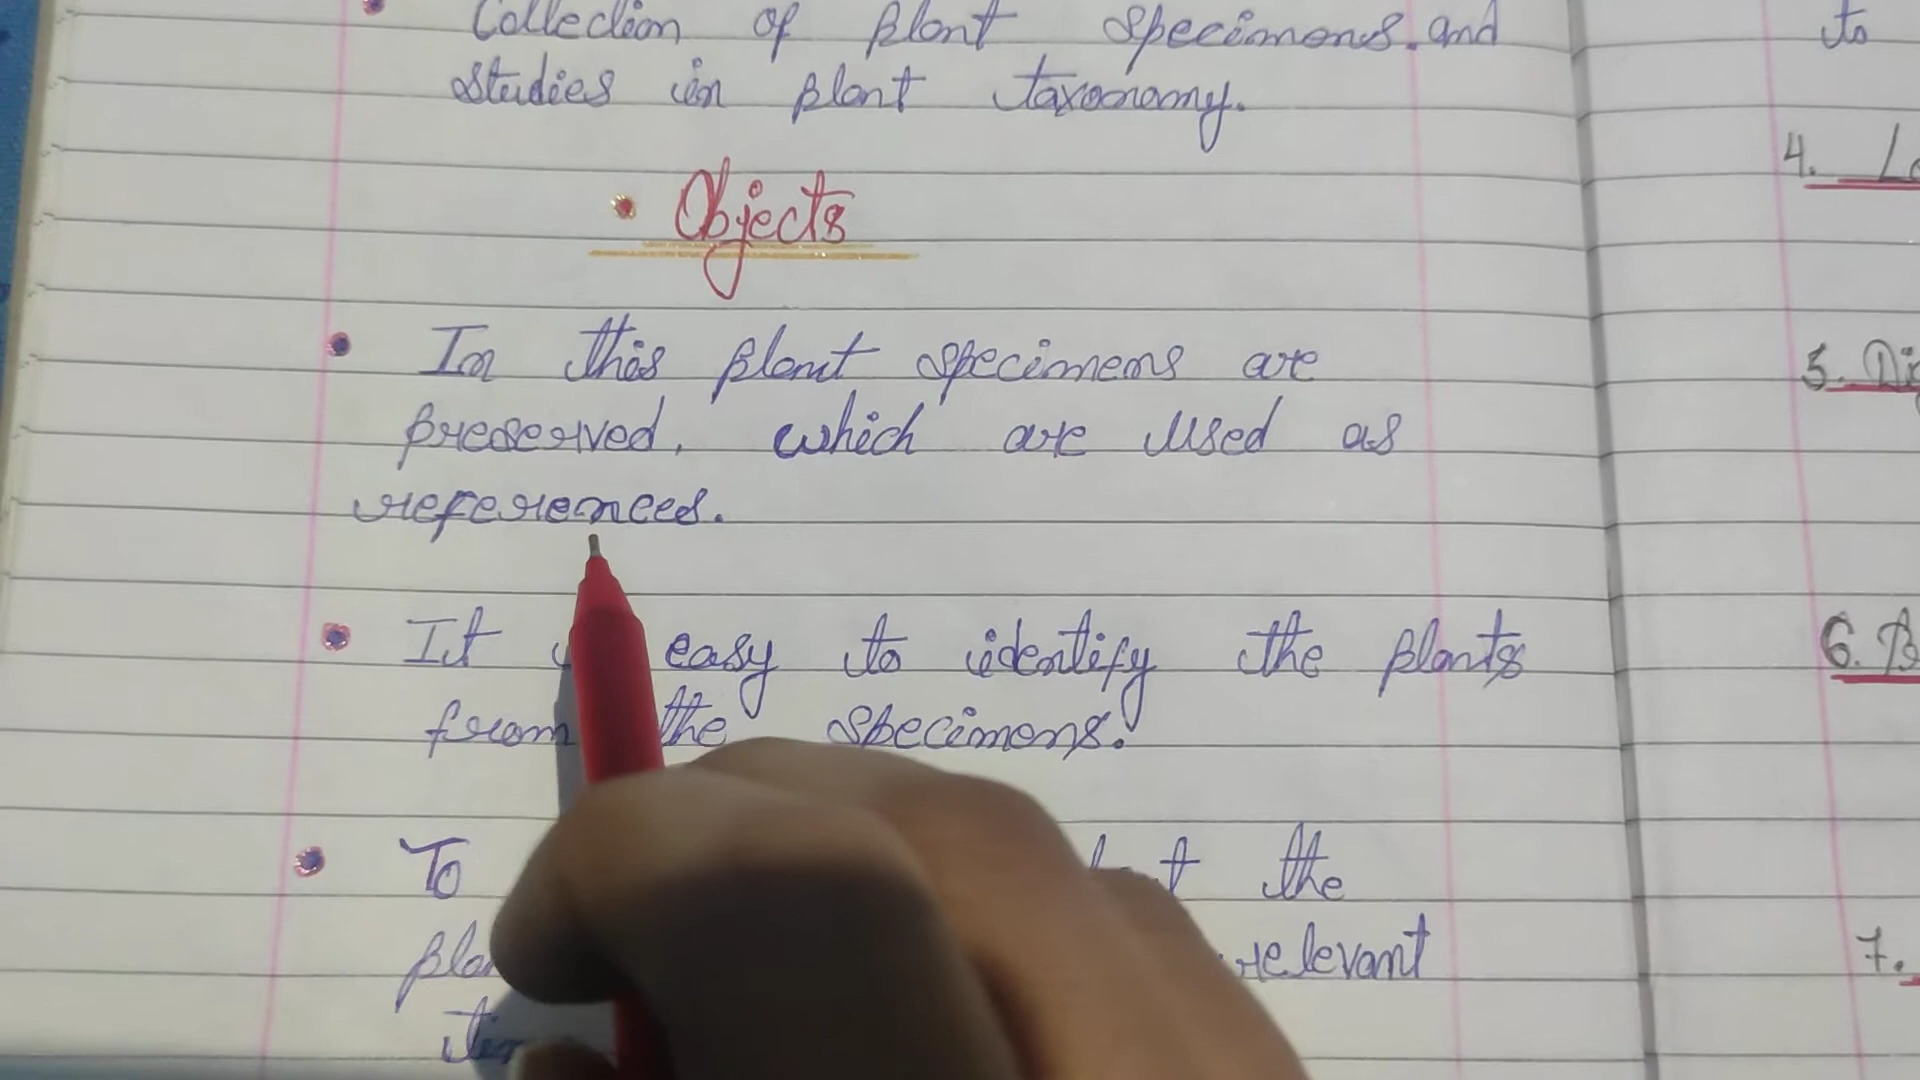 Collection of plant specimens. and
studies in plant taxonomy.
Objects
In this plant specimens are
preserved, which are used as
references.
It easy to identify the plants
from the specimens.
To the
relevant
to
4.
5.
6.
7.